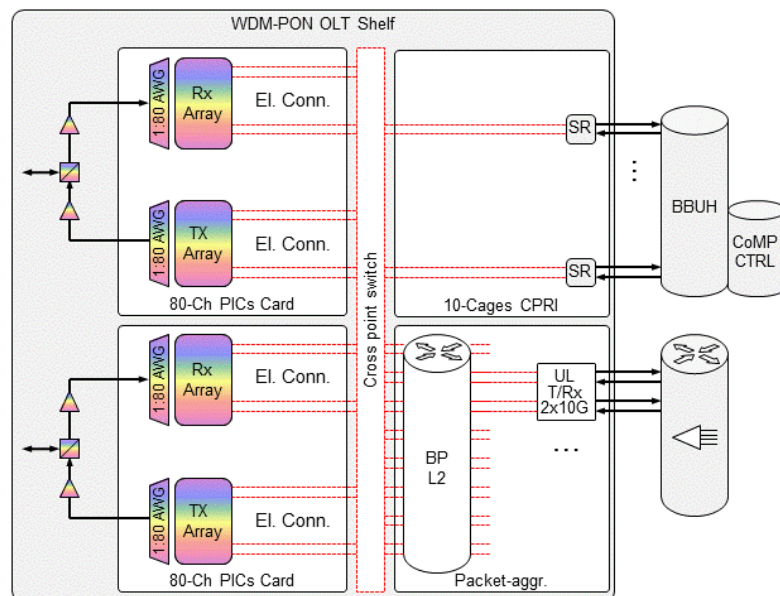 WDM-PON OLT Shelf
1:80 AWG
Rx
Array
El. Conn.
1:80 AWG
TX
Array
El. Conn.
80-Ch PICs Card
Cross point switch
SR
...
SR
10-Cages CPRI
BBUH
CoMP
CTRL
1:80 AWG
Rx
Array
El. Conn.
1:80 AWG
TX
Array
El. Conn.
80-Ch PICs Card
BP
L2
UL
T/Rx
2x10G
...
Packet-aggr.